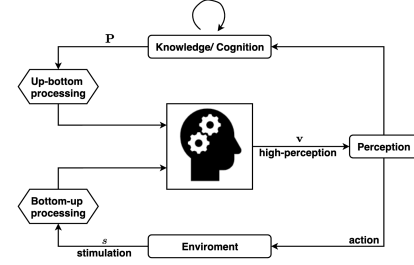 P
Knowledge/ Cognition
Up-bottom
processing
v
high-perception
Perception
Bottom-up
processing
s
stimulation
Enviroment
action